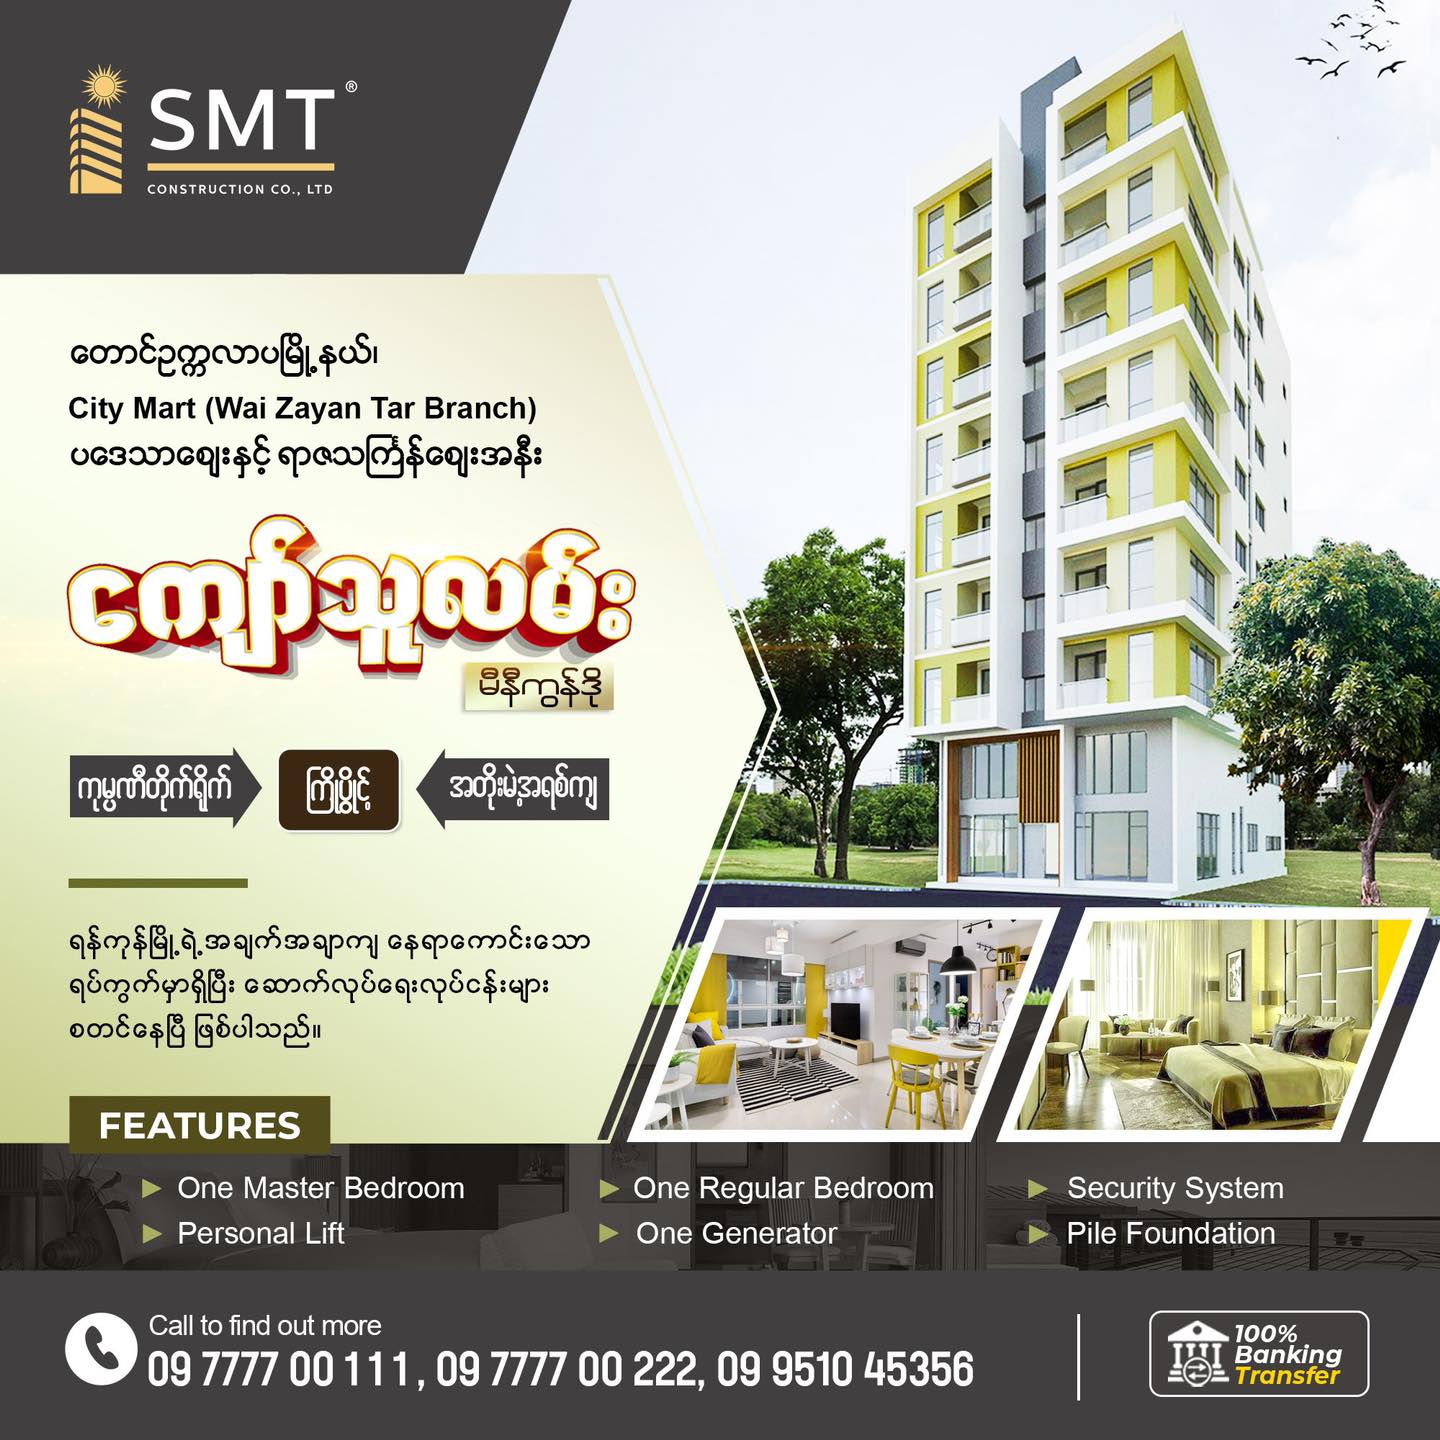 SMT®
CONSTRUCTION CO., LTD
တောင်ဥက္ကလာပမြို့နယ်၊
City Mart (Wai Zayan Tar Branch)
ပဒေသာဈေးနှင့် ရာဇသင်္ကြန်ဈေးအနီး
ကျော်သူလမ်း
မီနီကွန်ဒို
ကုမ္ပဏီတိုက်ရိုက်
ကြိုပွိုင့်
အတိုးမဲ့အရစ်ကျ
ရန်ကုန်မြို့ရဲ့အချက်အချာကျ နေရာကောင်းသော
ရပ်ကွက်မှာရှိပြီး ဆောက်လုပ်ရေးလုပ်ငန်းများ
စတင်နေပြီ ဖြစ်ပါသည်။
FEATURES
One Master Bedroom
One Regular Bedroom
Security System
Personal Lift
One Generator
Pile Foundation
Call to find out more
09 7777 00 111, 09 7777 00 222, 09 9510 45356
100%
Banking
Transfer